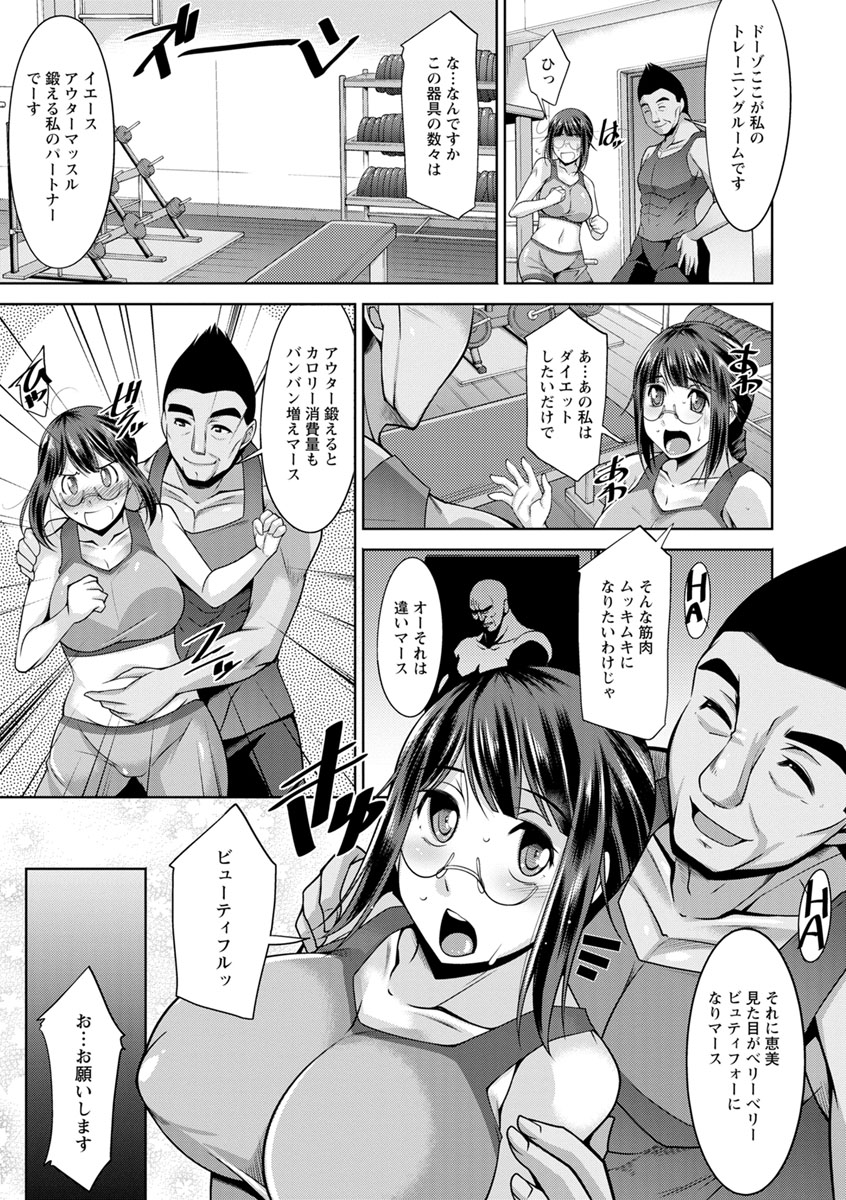 ドーゾここが私の
トレーニングルームです
ひっ
ばっ
な…なんですか
この器具の数々は
で〜ん
イエース
アウターマッスル
鍛える私のパートナー
でーす
あ…あの私は
ダイエット
したいだけで
あわ
あわ
アウター鍛えると
カロリー消費量も
バンバン増えマース
ひっ
そんな筋肉
ムッキムキに
なりたいわけじゃ
オーそれは
違いマース
HA
HA
それに恵美
見た目がベリーベリー
ビュティフォーに
なりマース
きゅ
ビューティフルッ
お…お願いします